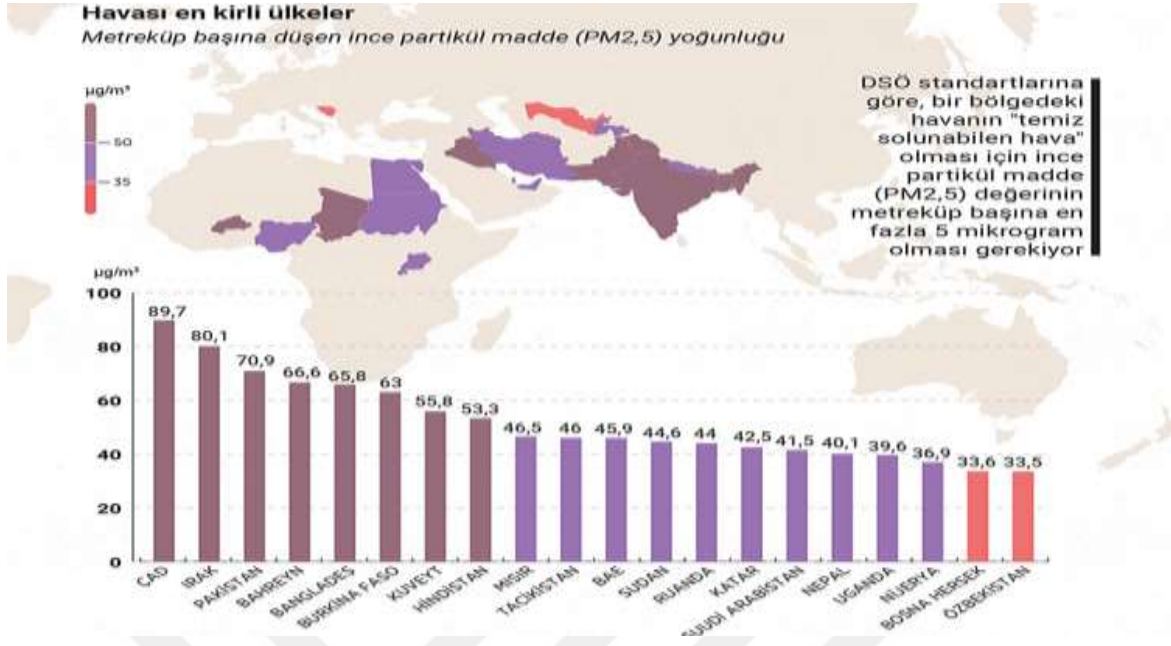 Havası en kirli ülkeler
Metreküp başına düşen ince partikül madde (PM2,5) yoğunluğu
µg/m³
50
35
DSÖ standartlarına
göre, bir bölgedeki
havanın "temiz
solunabilen hava"
olması için ince
partikül madde
(PM2,5) değerinin
metreküp başına en
fazla 5 mikrogram
olması gerekiyor
µg/m³
100
80
60
40
20
0
89,7
80,1
70,9
66,6
65,8
63
55,8
53,3
46,5
46
45,9
44,6
44
42,5
41,5
40,1
39,6
36,9
33,6
33,5
ÇAD
IRAK
PAKİSTAN
BAHREYN
BANGLADEŞ
BURKINA FASO
KUVEYT
HİNDİSTAN
MISIR
TACİKİSTAN
BAE
SUDAN
RUANDA
KATAR
SUUDİ ARABİSTAN
NEPAL
UGANDA
NİJERYA
BOSNA HERSEK
ÖZBEKİSTAN